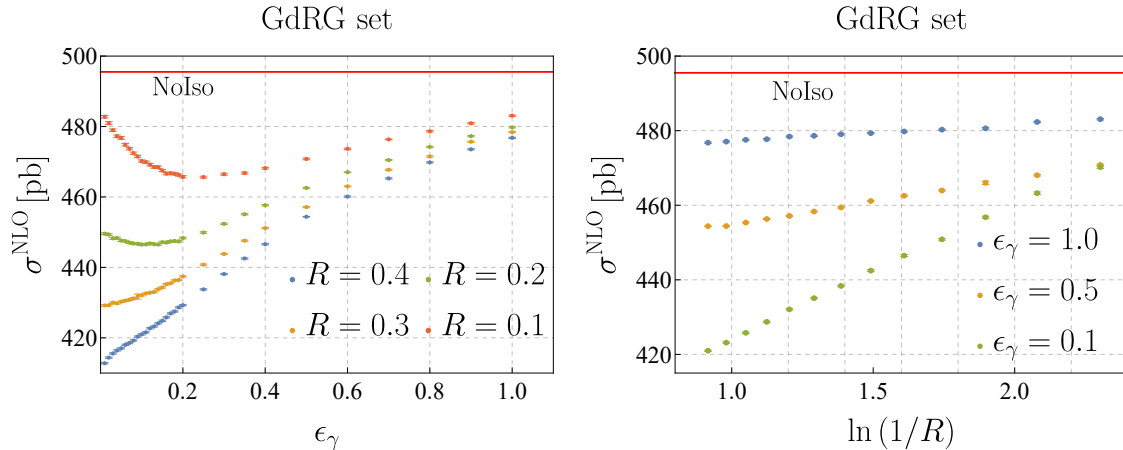 GdRG set
500
480
460
440
420
σ^NLO [pb]
NoIso
R = 0.4
R = 0.2
R = 0.3
R = 0.1
0.2
0.4
0.6
0.8
1.0
ϵ_γ
GdRG set
500
480
460
440
420
σ^NLO [pb]
NoIso
ϵ_γ = 1.0
ϵ_γ = 0.5
ϵ_γ = 0.1
1.0
1.5
2.0
ln (1/R)